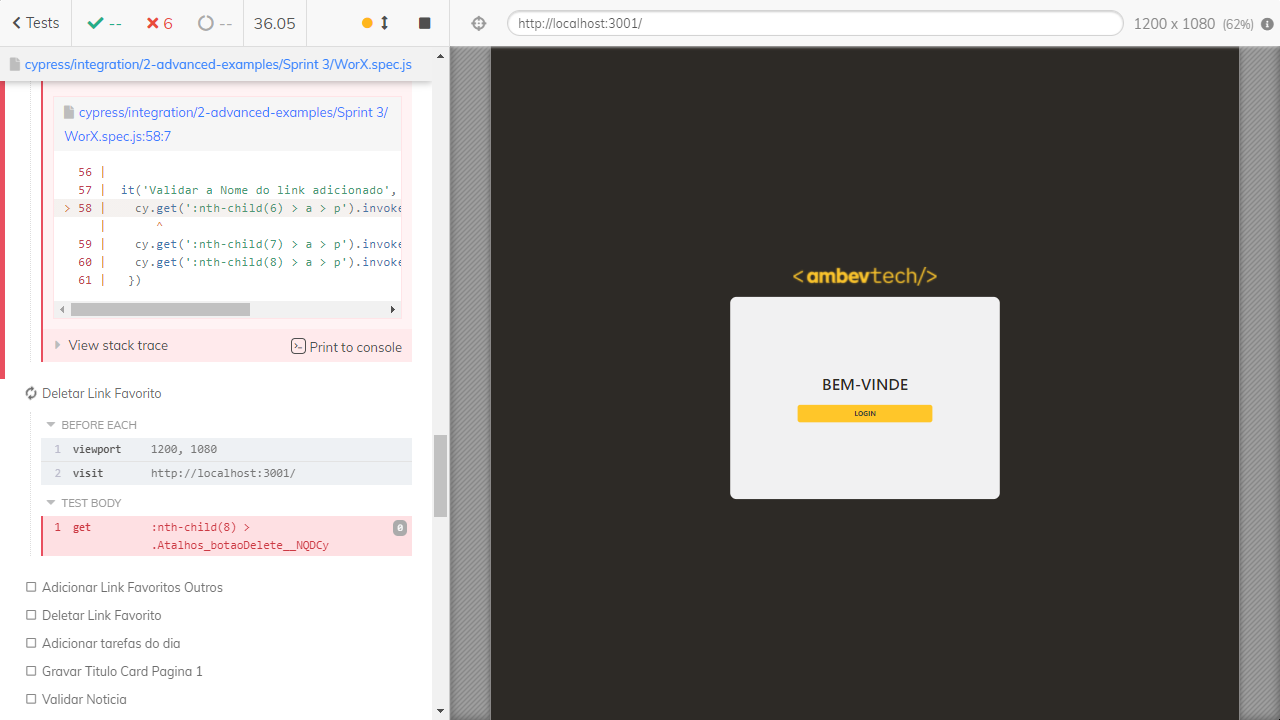 Tests
--
6
--
36.05
http://localhost:3001/
1200 x 1080 (62%)
cypress/integration/2-advanced-examples/Sprint 3/WorX.spec.js
cypress/integration/2-advanced-examples/Sprint 3/
WorX.spec.js:58:7
56 |
57 | it('Validar a Nome do link adicionado',
> 58 | cy.get(':nth-child(6) > a > p').invoke
| ^
59 | cy.get(':nth-child(7) > a > p').invoke
60 | cy.get(':nth-child(8) > a > p').invoke
61 | })
View stack trace
Print to console
Deletar Link Favorito
BEFORE EACH
1 viewport 1200, 1080
2 visit http://localhost:3001/
TEST BODY
1 get :nth-child(8) > 0
.Atalhos_botaoDelete__NQDCy
Adicionar Link Favoritos Outros
Deletar Link Favorito
Adicionar tarefas do dia
Gravar Titulo Card Pagina 1
Validar Noticia
<ambevtech/>
BEM-VINDE
LOGIN